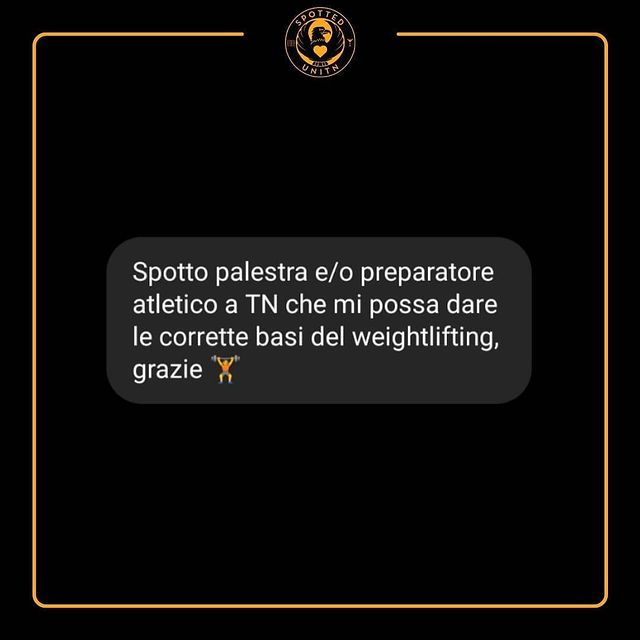 SPOTTED
UNITN
Spotto palestra e/o preparatore
atletico a TN che mi possa dare
le corrette basi del weightlifting,
grazie 🏋️